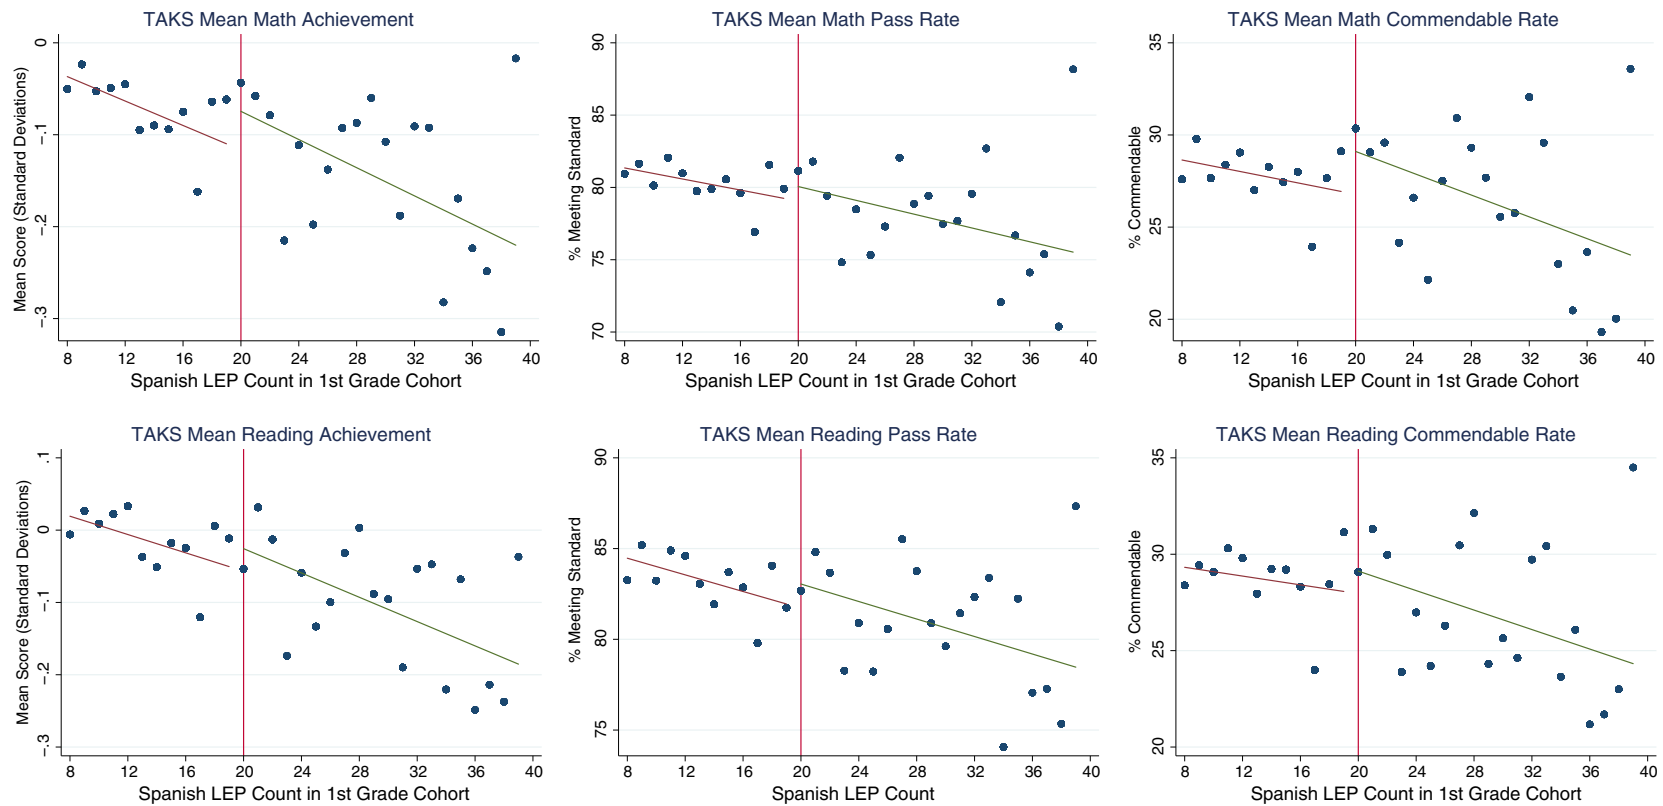 TAKS Mean Math Achievement
Mean Score (Standard Deviations)
0
-.1
-.2
-.3
8 12 16 20 24 28 32 36 40
Spanish LEP Count in 1st Grade Cohort
TAKS Mean Math Pass Rate
% Meeting Standard
90
85
80
75
70
8 12 16 20 24 28 32 36 40
Spanish LEP Count in 1st Grade Cohort
TAKS Mean Math Commendable Rate
% Commendable
35
30
25
20
8 12 16 20 24 28 32 36 40
Spanish LEP Count in 1st Grade Cohort
TAKS Mean Reading Achievement
Mean Score (Standard Deviations)
.1
0
-.1
-.2
-.3
8 12 16 20 24 28 32 36 40
Spanish LEP Count in 1st Grade Cohort
TAKS Mean Reading Pass Rate
% Meeting Standard
90
85
80
75
8 12 16 20 24 28 32 36 40
Spanish LEP Count
TAKS Mean Reading Commendable Rate
% Commendable
35
30
25
20
8 12 16 20 24 28 32 36 40
Spanish LEP Count in 1st Grade Cohort